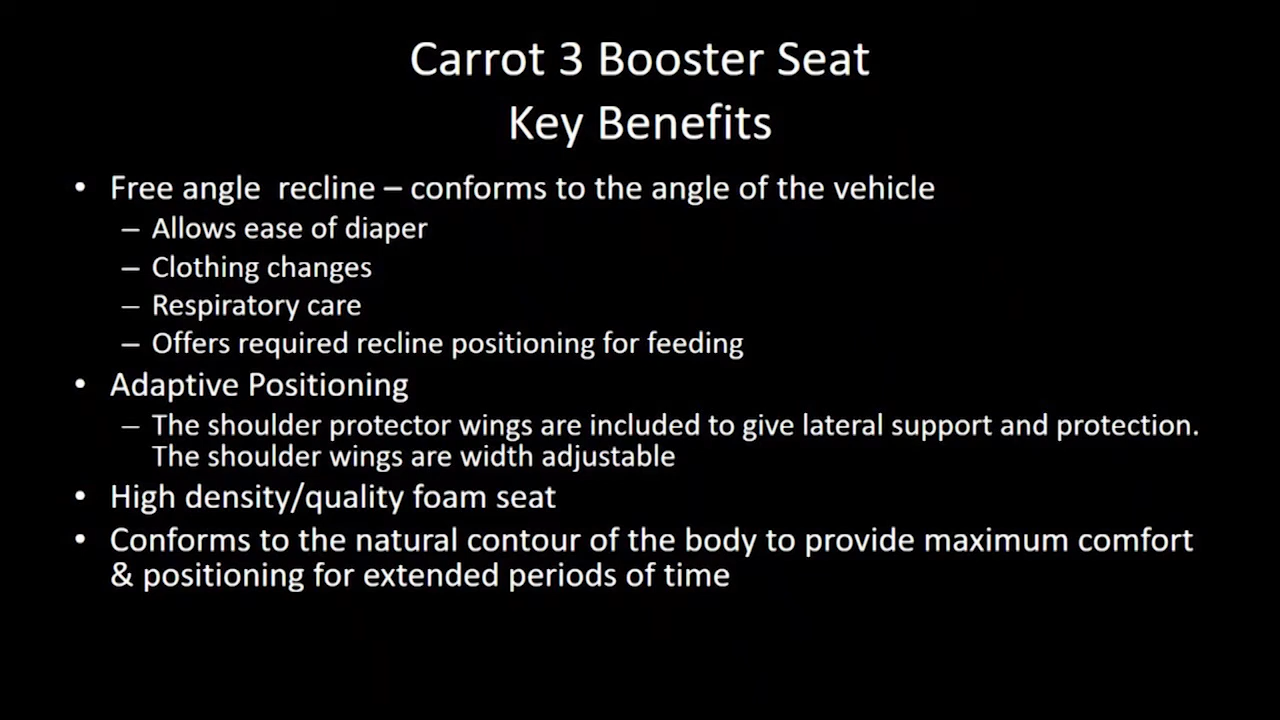 Carrot 3 Booster Seat
Key Benefits
• Free angle  recline – conforms to the angle of the vehicle
– Allows ease of diaper
– Clothing changes
– Respiratory care
– Offers required recline positioning for feeding
• Adaptive Positioning
– The shoulder protector wings are included to give lateral support and protection.
The shoulder wings are width adjustable
• High density/quality foam seat
• Conforms to the natural contour of the body to provide maximum comfort
& positioning for extended periods of time